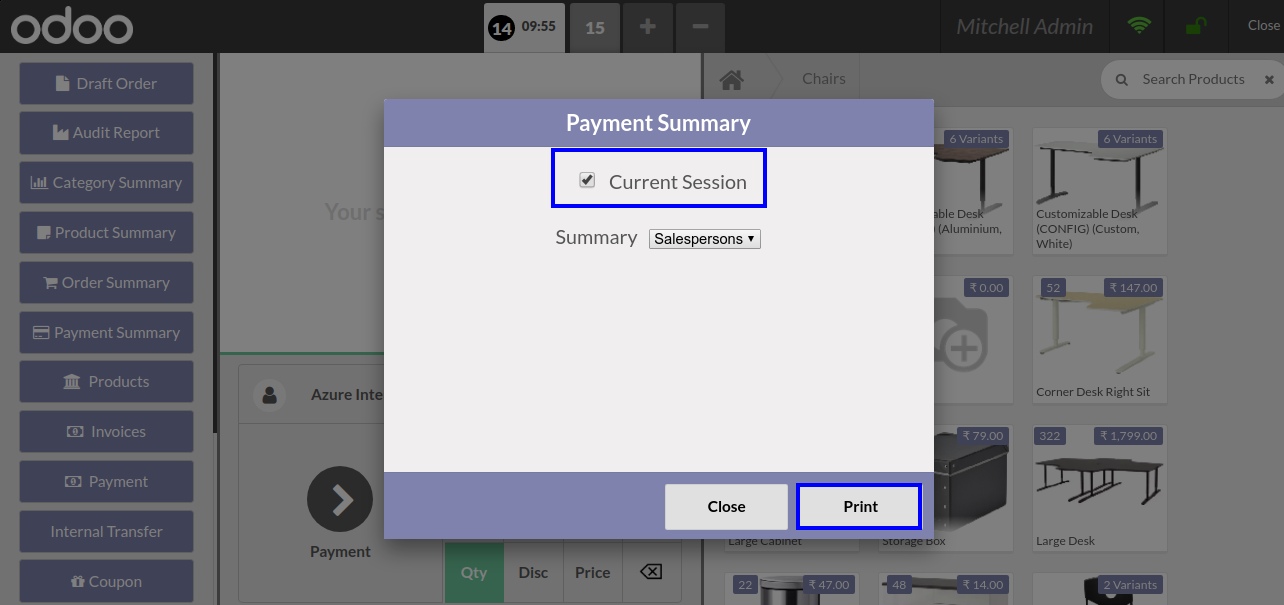 odoo
14 09:55
15
Mitchell Admin
Close
Draft Order
Audit Report
Category Summary
Product Summary
Order Summary
Payment Summary
Products
Invoices
Payment
Internal Transfer
Coupon
Your s
Azure Inte
Payment
Qty
Disc
Price
Chairs
Search Products
Payment Summary
Current Session
Summary
Salespersons
Close
Print
6 Variants
able Desk
) (Aluminium,
6 Variants
Customizable Desk
(CONFIG) (Custom,
White)
₹ 0.00
52
₹ 147.00
Corner Desk Right Sit
Large Cabinet
₹ 79.00
Storage Box
322
₹ 1,799.00
Large Desk
22
₹ 47.00
48
₹ 14.00
2 Variants